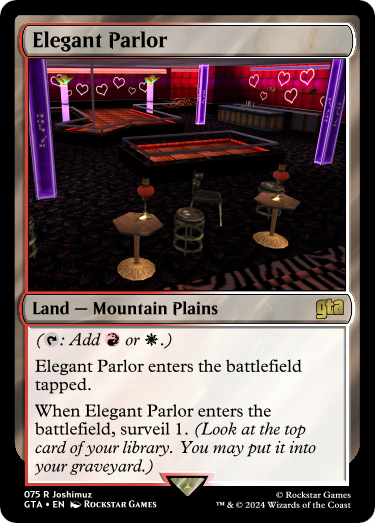 Elegant Parlor
Land — Mountain Plains
gta
(: Add or .)
Elegant Parlor enters the battlefield
tapped.
When Elegant Parlor enters the
battlefield, surveil 1. (Look at the top
card of your library. You may put it into
your graveyard.)
075 R Joshimuz
GTA • EN Rockstar Games
© Rockstar Games
™ & © 2024 Wizards of the Coast